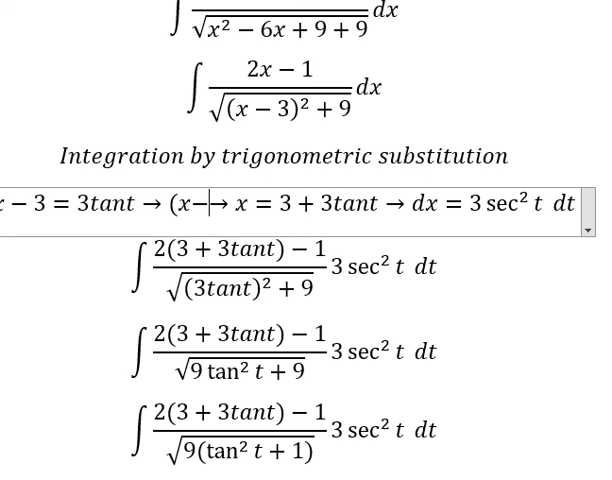 ∫ / √(x² − 6x + 9 + 9) dx
∫ (2x − 1) / √((x − 3)² + 9) dx
Integration by trigonometric substitution
− 3 = 3tant → (x−→ x = 3 + 3tant → dx = 3 sec² t dt
∫ (2(3 + 3tant) − 1) / √((3tant)² + 9) 3 sec² t dt
∫ (2(3 + 3tant) − 1) / √(9 tan² t + 9) 3 sec² t dt
∫ (2(3 + 3tant) − 1) / √(9(tan² t + 1)) 3 sec² t dt